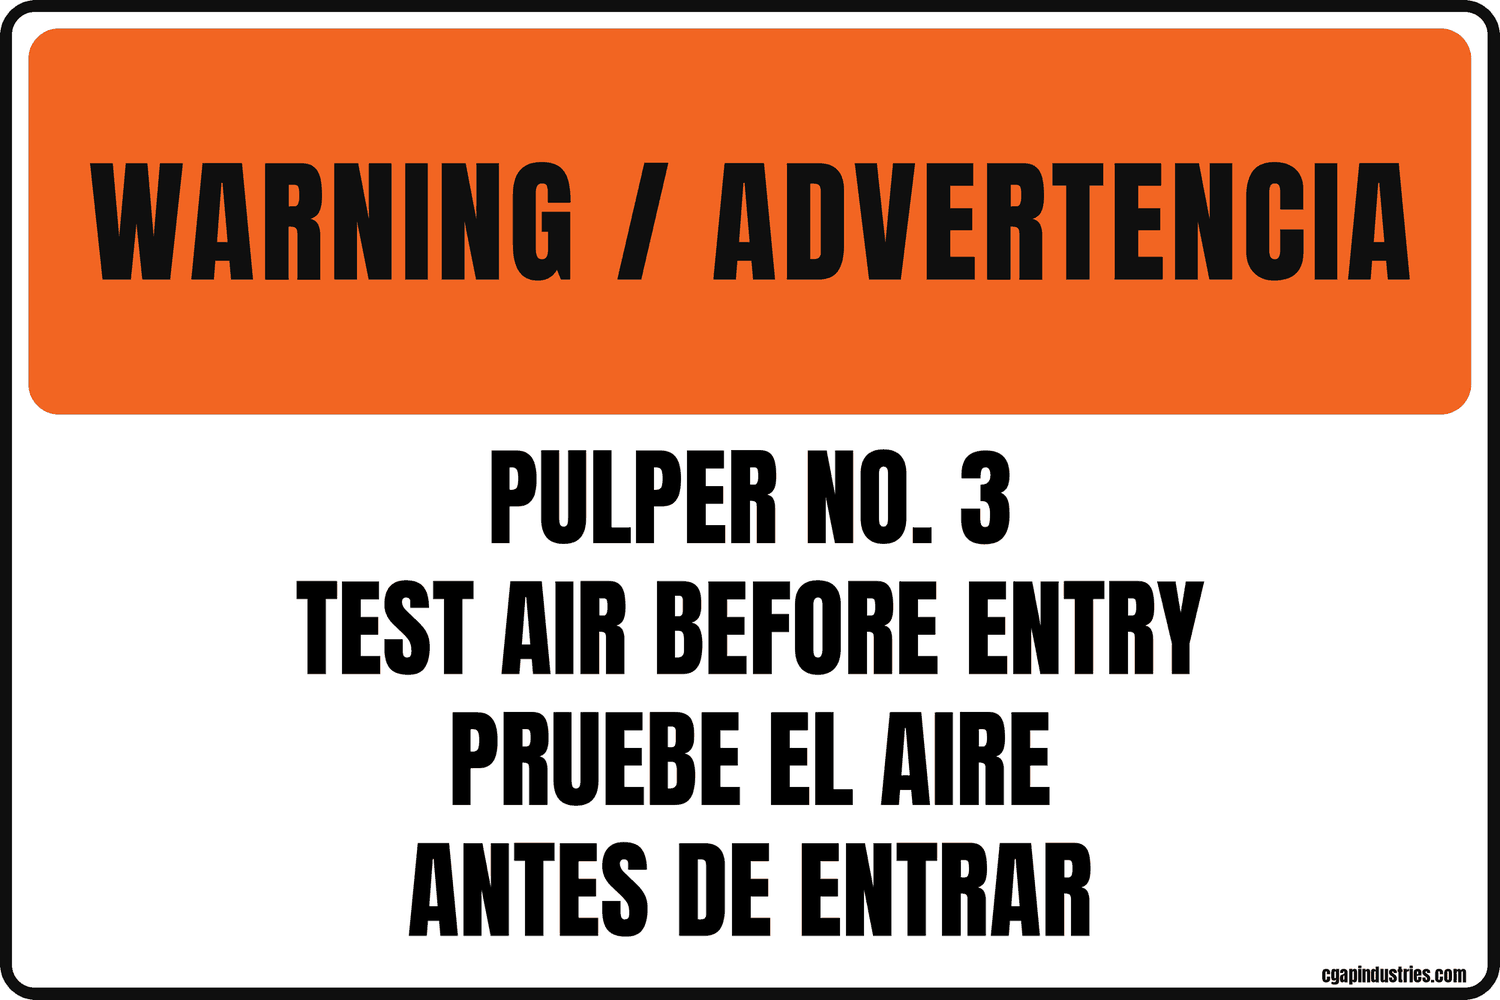 WARNING / ADVERTENCIA
PULPER NO. 3
TEST AIR BEFORE ENTRY
PRUEBE EL AIRE
ANTES DE ENTRAR
cgapindustries.com